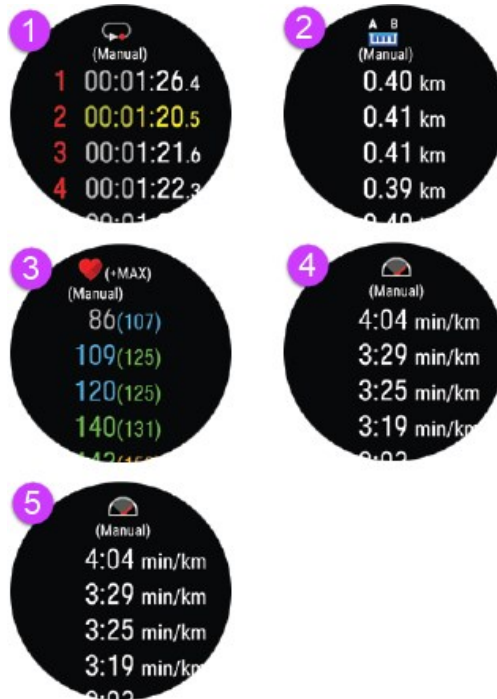 1
(Manual)
1 00:01:26.4
2 00:01:20.5
3 00:01:21.6
4 00:01:22.3
2
A B
(Manual)
0.40 km
0.41 km
0.41 km
0.39 km
3
(+MAX)
(Manual)
86(107)
109(125)
120(125)
140(131)
4
(Manual)
4:04 min/km
3:29 min/km
3:25 min/km
3:19 min/km
5
(Manual)
4:04 min/km
3:29 min/km
3:25 min/km
3:19 min/km